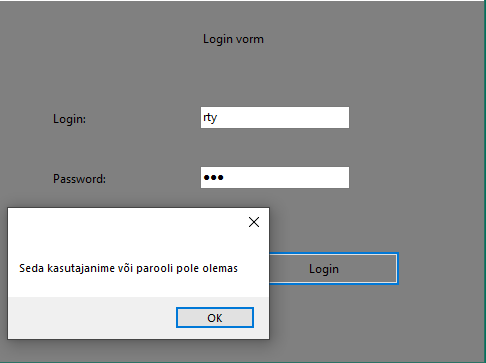 Login vorm
Login:
rty
Password:
●●●
Seda kasutajanime või parooli pole olemas
OK
Login